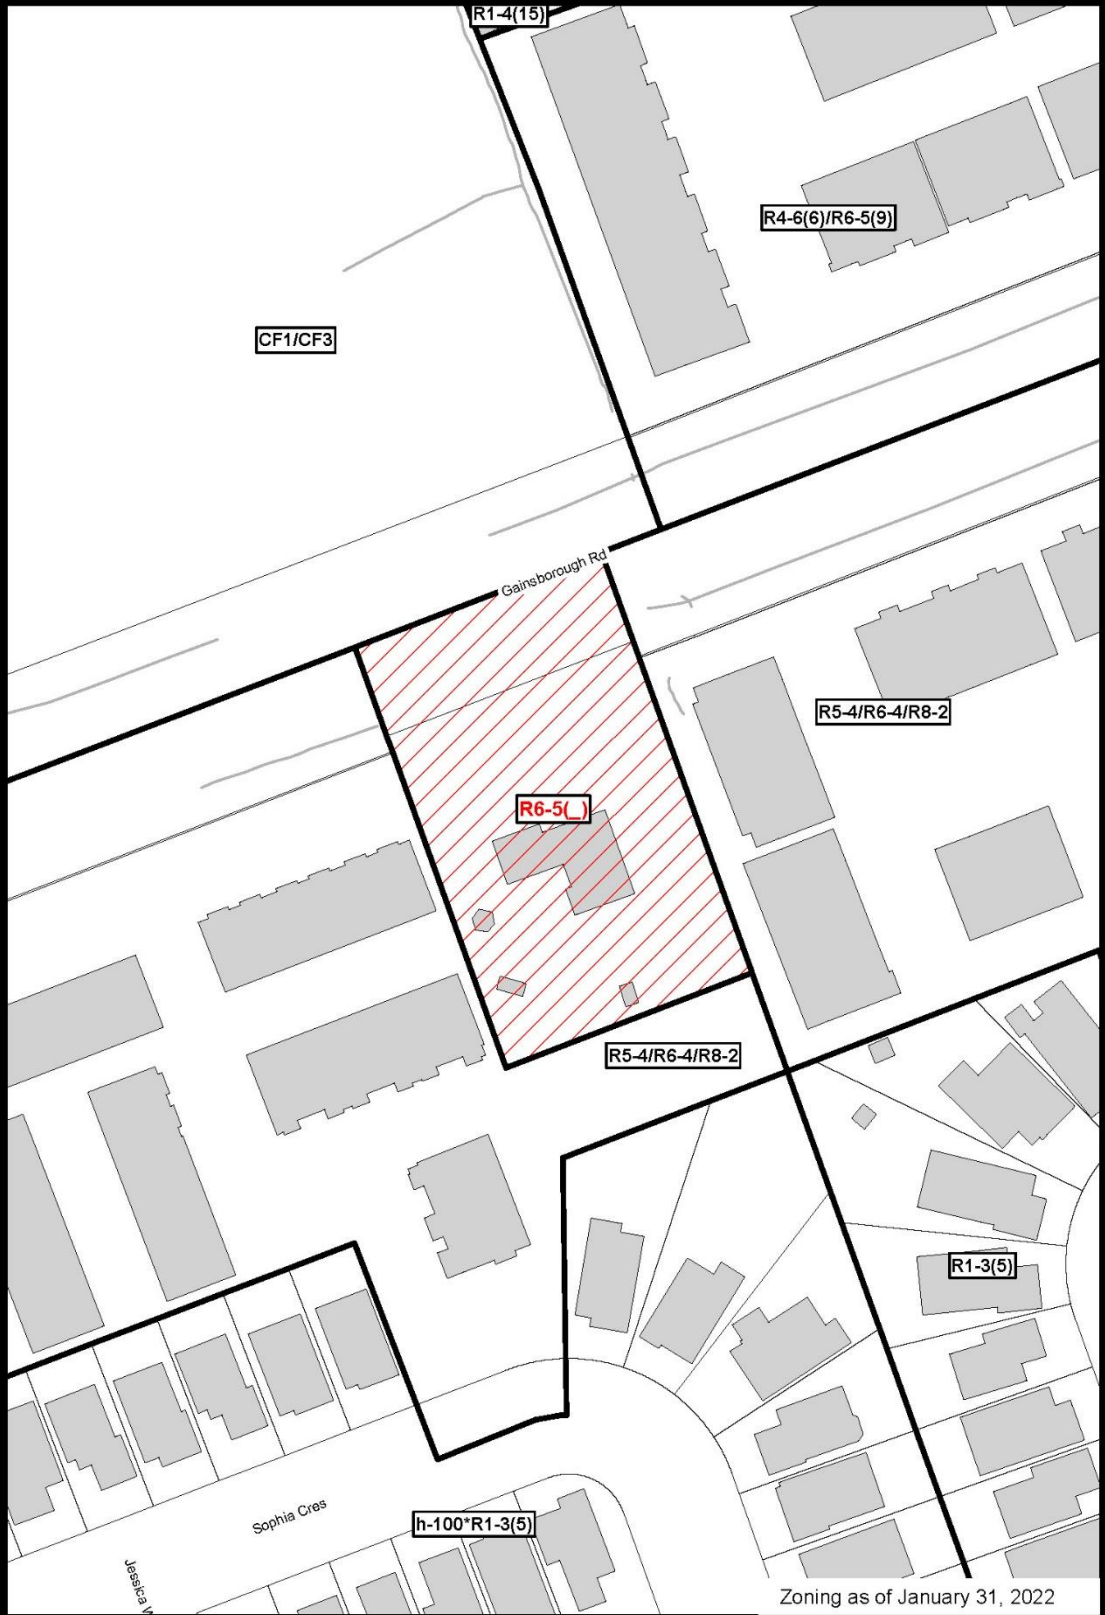 R1-4(15)
R4-6(6)/R6-5(9)
CF1/CF3
Gainsborough Rd
R5-4/R6-4/R8-2
R6-5(_)
R5-4/R6-4/R8-2
R1-3(5)
Sophia Cres
h-100*R1-3(5)
Jessica
Zoning as of January 31, 2022